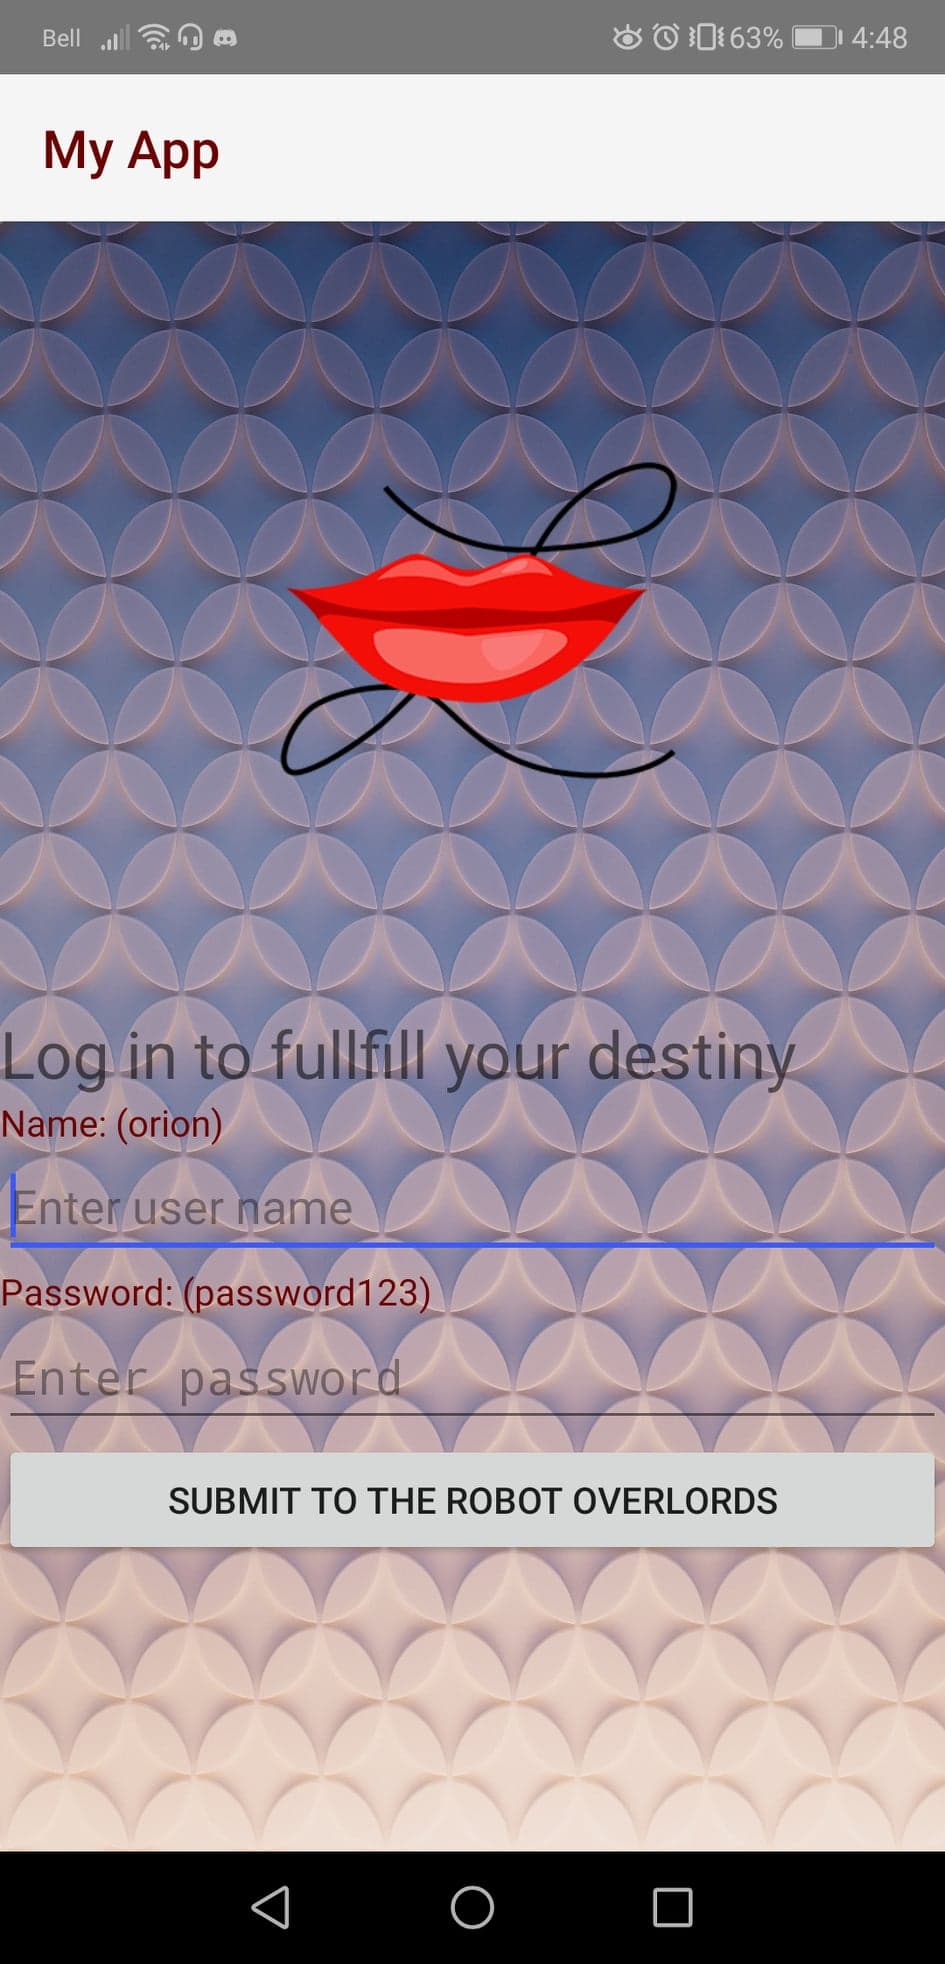 Bell 63% 4:48
My App
Log in to fullfill your destiny
Name: (orion)
Enter user name
Password: (password123)
Enter password
SUBMIT TO THE ROBOT OVERLORDS